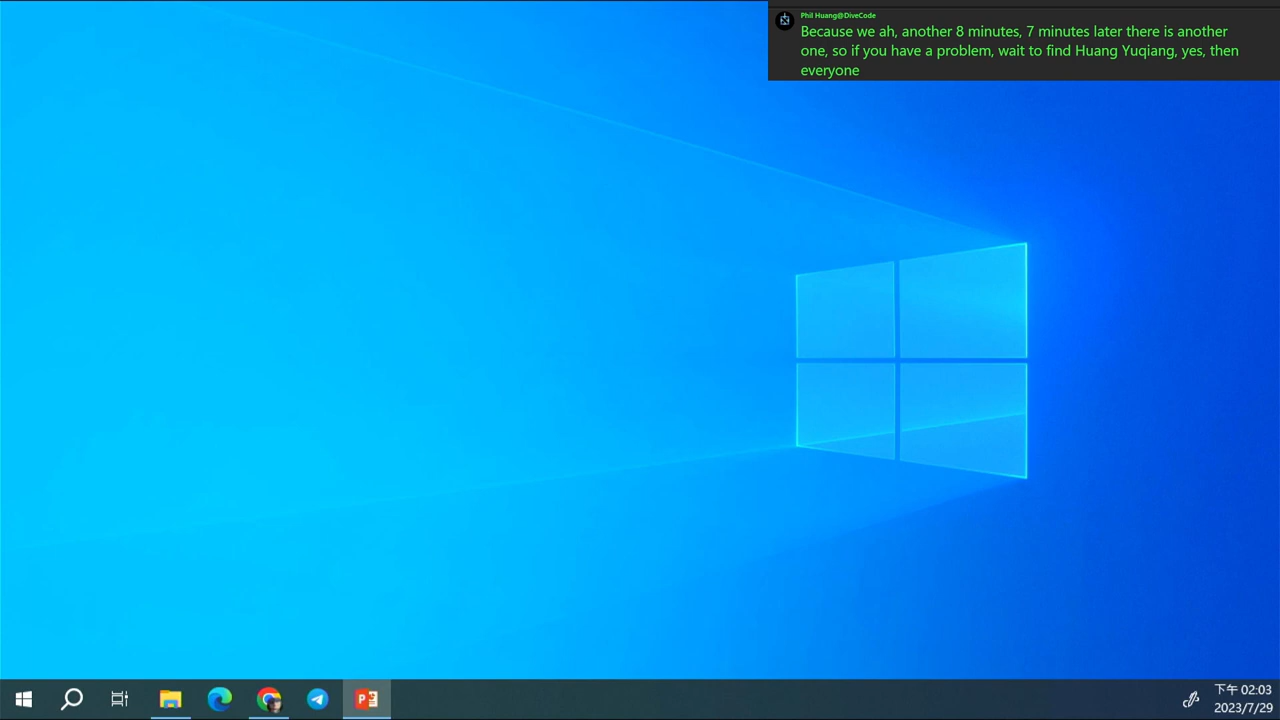 Phil Huang@DiveCode
Because we ah, another 8 minutes, 7 minutes later there is another
one, so if you have a problem, wait to find Huang Yuqiang, yes, then
everyone
下午 02:03
2023/7/29